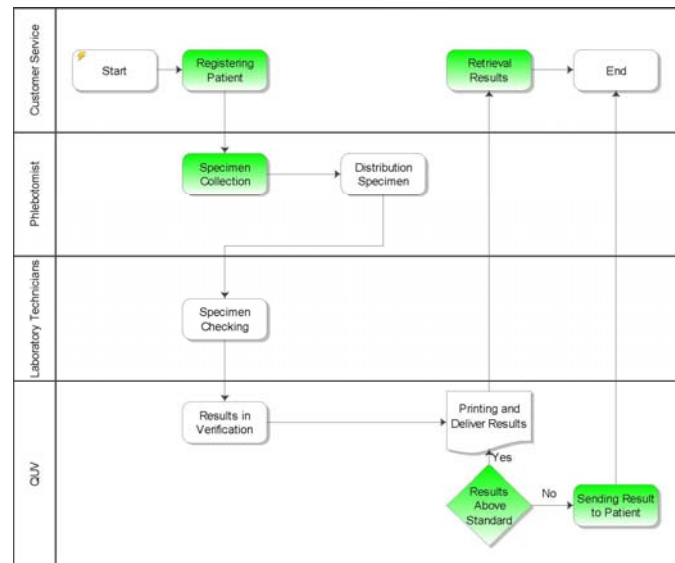 Customer Service
Start
Registering
Patient
Retrieval
Results
End
Phlebotomist
Specimen
Collection
Distribution
Specimen
Laboratory Technicians
Specimen
Checking
QUV
Results in
Verification
Printing and
Deliver Results
Yes
Results
Above
Standard
No
Sending Result
to Patient